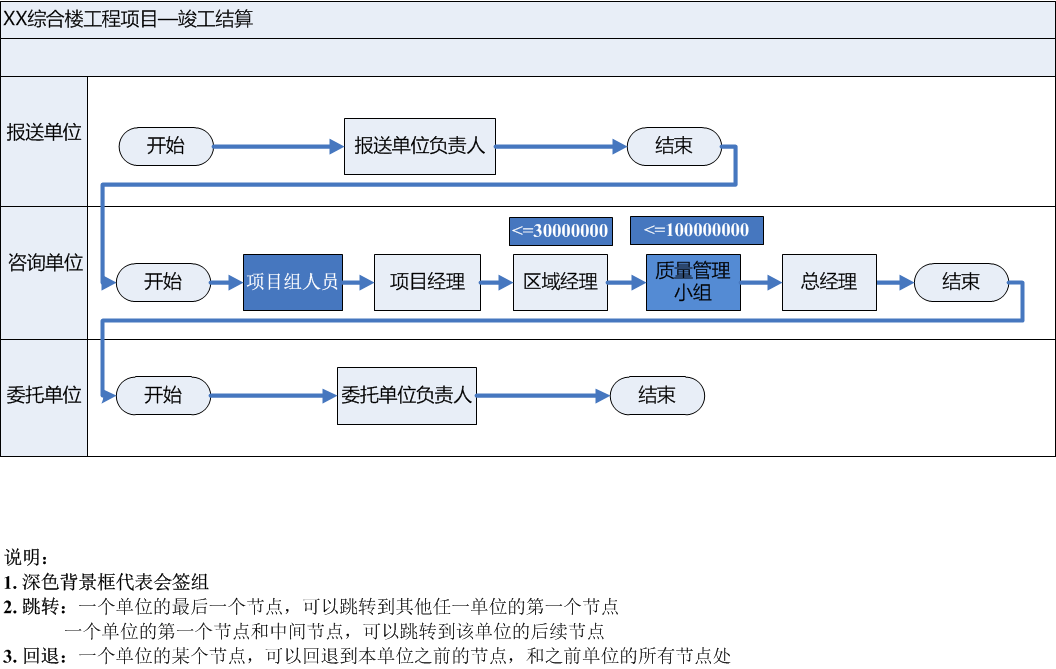 XX综合楼工程项目—竣工结算
报送单位
开始
报送单位负责人
结束
咨询单位
<=30000000
<=100000000
开始
项目组人员
项目经理
区域经理
质量管理
小组
总经理
结束
委托单位
开始
委托单位负责人
结束
说明：
1. 深色背景框代表会签组
2. 跳转：一个单位的最后一个节点，可以跳转到其他任一单位的第一个节点
一个单位的第一个节点和中间节点，可以跳转到该单位的后续节点
3. 回退：一个单位的某个节点，可以回退到本单位之前的节点，和之前单位的所有节点处